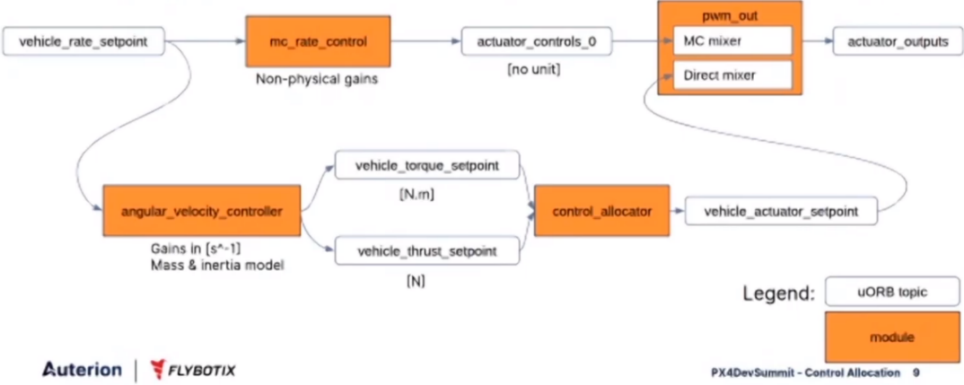 pwm_out
vehicle_rate_setpoint
mc_rate_control
actuator_controls_0
MC mixer
actuator_outputs
Non-physical gains
[no unit]
Direct mixer
vehicle_torque_setpoint
[N.m]
angular_velocity_controller
control_allocator
vehicle_actuator_setpoint
Gains in [s^-1]
Mass & inertia model
vehicle_thrust_setpoint
[N]
Legend:
uORB topic
module
Auterion
FLYBOTIX
PX4DevSummit - Control Allocation 9